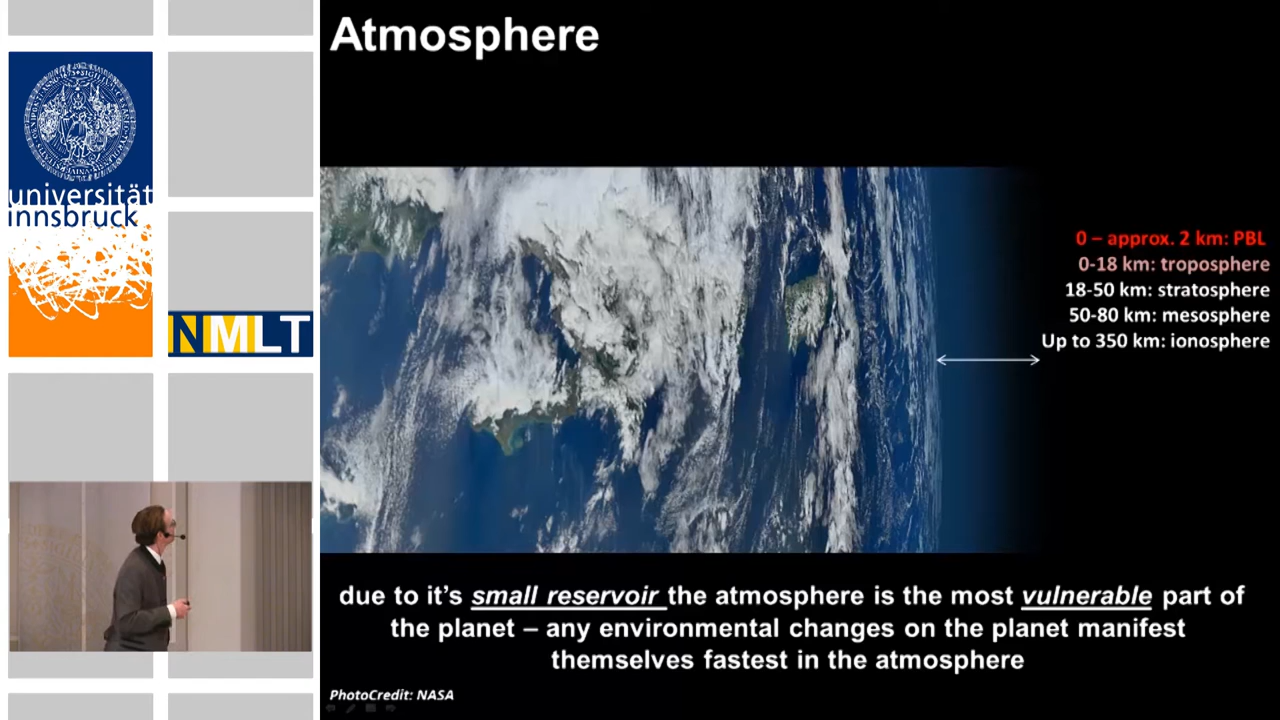 Atmosphere
universität
innsbruck
NMLT
0 – approx. 2 km: PBL
0-18 km: troposphere
18-50 km: stratosphere
50-80 km: mesosphere
Up to 350 km: ionosphere
due to it's small reservoir the atmosphere is the most vulnerable part of
the planet – any environmental changes on the planet manifest
themselves fastest in the atmosphere
PhotoCredit: NASA